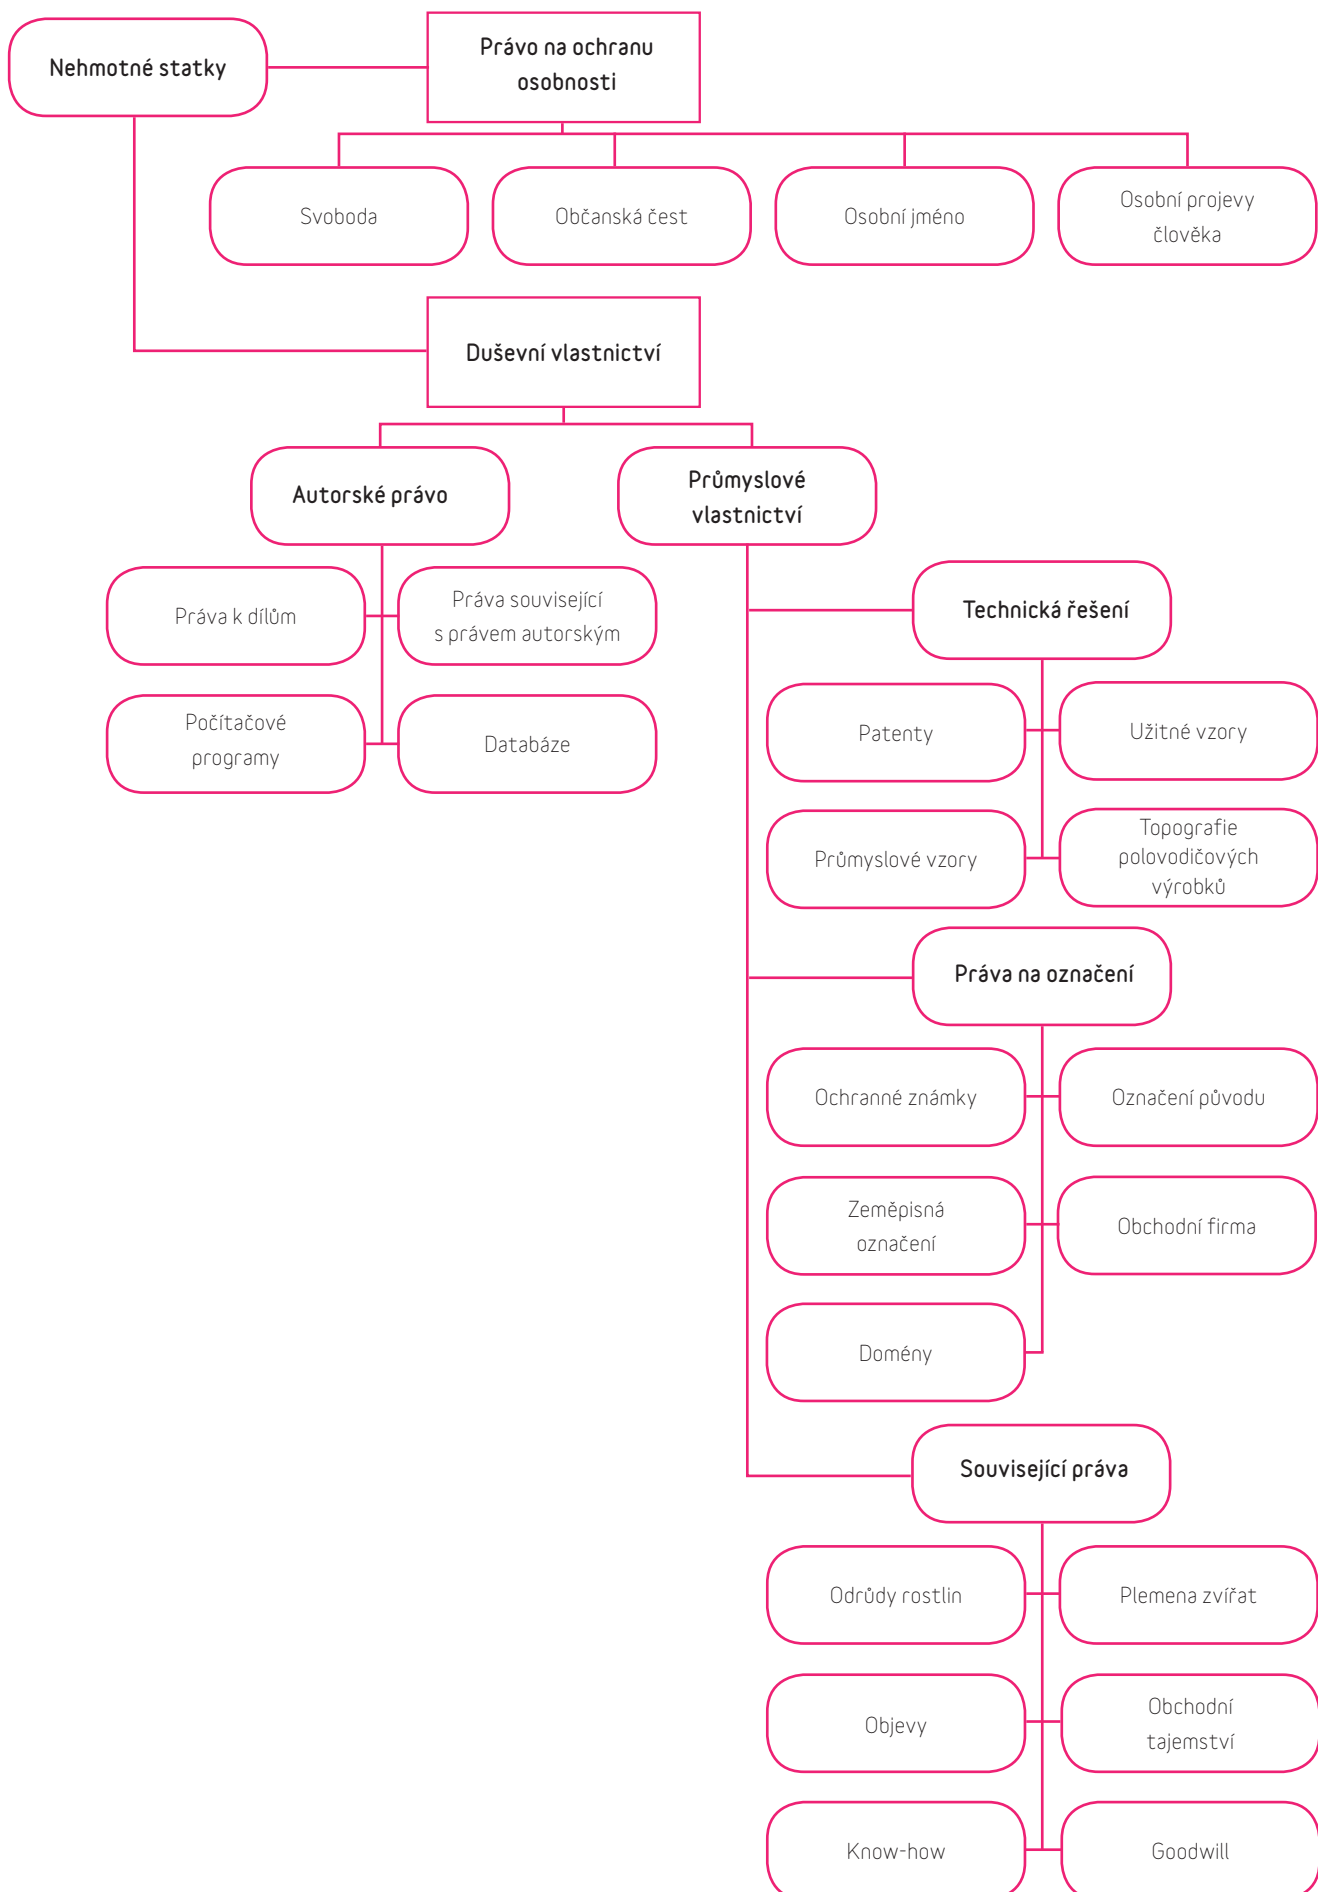 Nehmotné statky
Právo na ochranu
osobnosti
Svoboda
Občanská čest
Osobní jméno
Osobní projevy
člověka
Duševní vlastnictví
Autorské právo
Průmyslové
vlastnictví
Práva k dílům
Práva související
s právem autorským
Počítačové
programy
Databáze
Technická řešení
Patenty
Užitné vzory
Průmyslové vzory
Topografie
polovodičových
výrobků
Práva na označení
Ochranné známky
Označení původu
Zeměpisná
označení
Obchodní firma
Domény
Související práva
Odrůdy rostlin
Plemena zvířat
Objevy
Obchodní
tajemství
Know-how
Goodwill